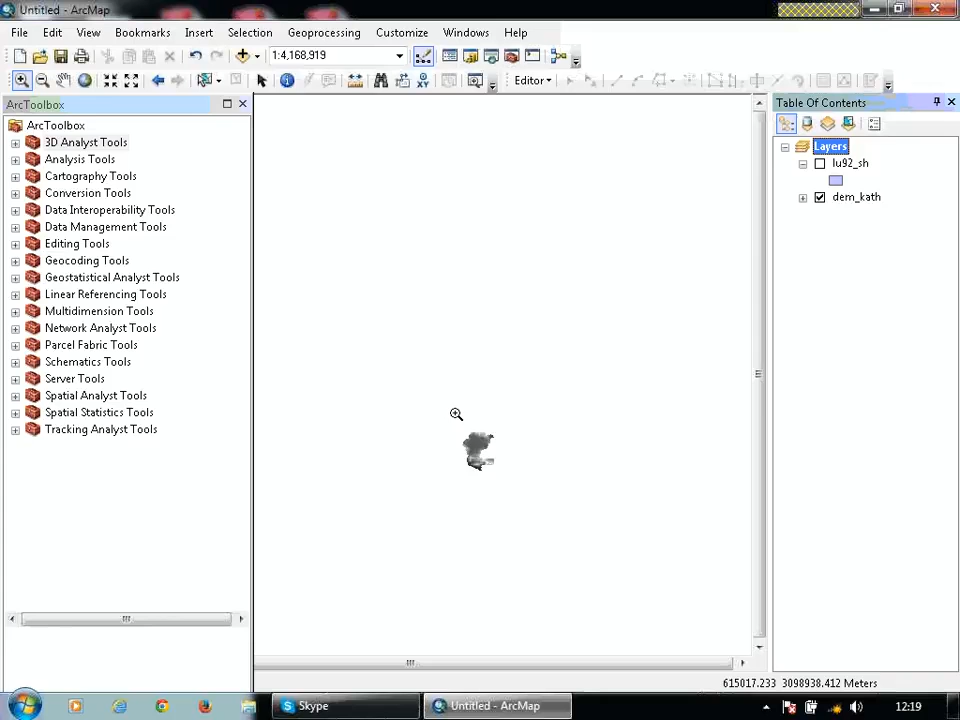 Untitled - ArcMap
File Edit View Bookmarks Insert Selection Geoprocessing Customize Windows Help
1:4,168,919
Editor
ArcToolbox
Table Of Contents
ArcToolbox
3D Analyst Tools
Analysis Tools
Cartography Tools
Conversion Tools
Data Interoperability Tools
Data Management Tools
Editing Tools
Geocoding Tools
Geostatistical Analyst Tools
Linear Referencing Tools
Multidimension Tools
Network Analyst Tools
Parcel Fabric Tools
Schematics Tools
Server Tools
Spatial Analyst Tools
Spatial Statistics Tools
Tracking Analyst Tools
Layers
lu92_sh
dem_kath
615017.233 3098938.412 Meters
Skype
Untitled - ArcMap
12:19